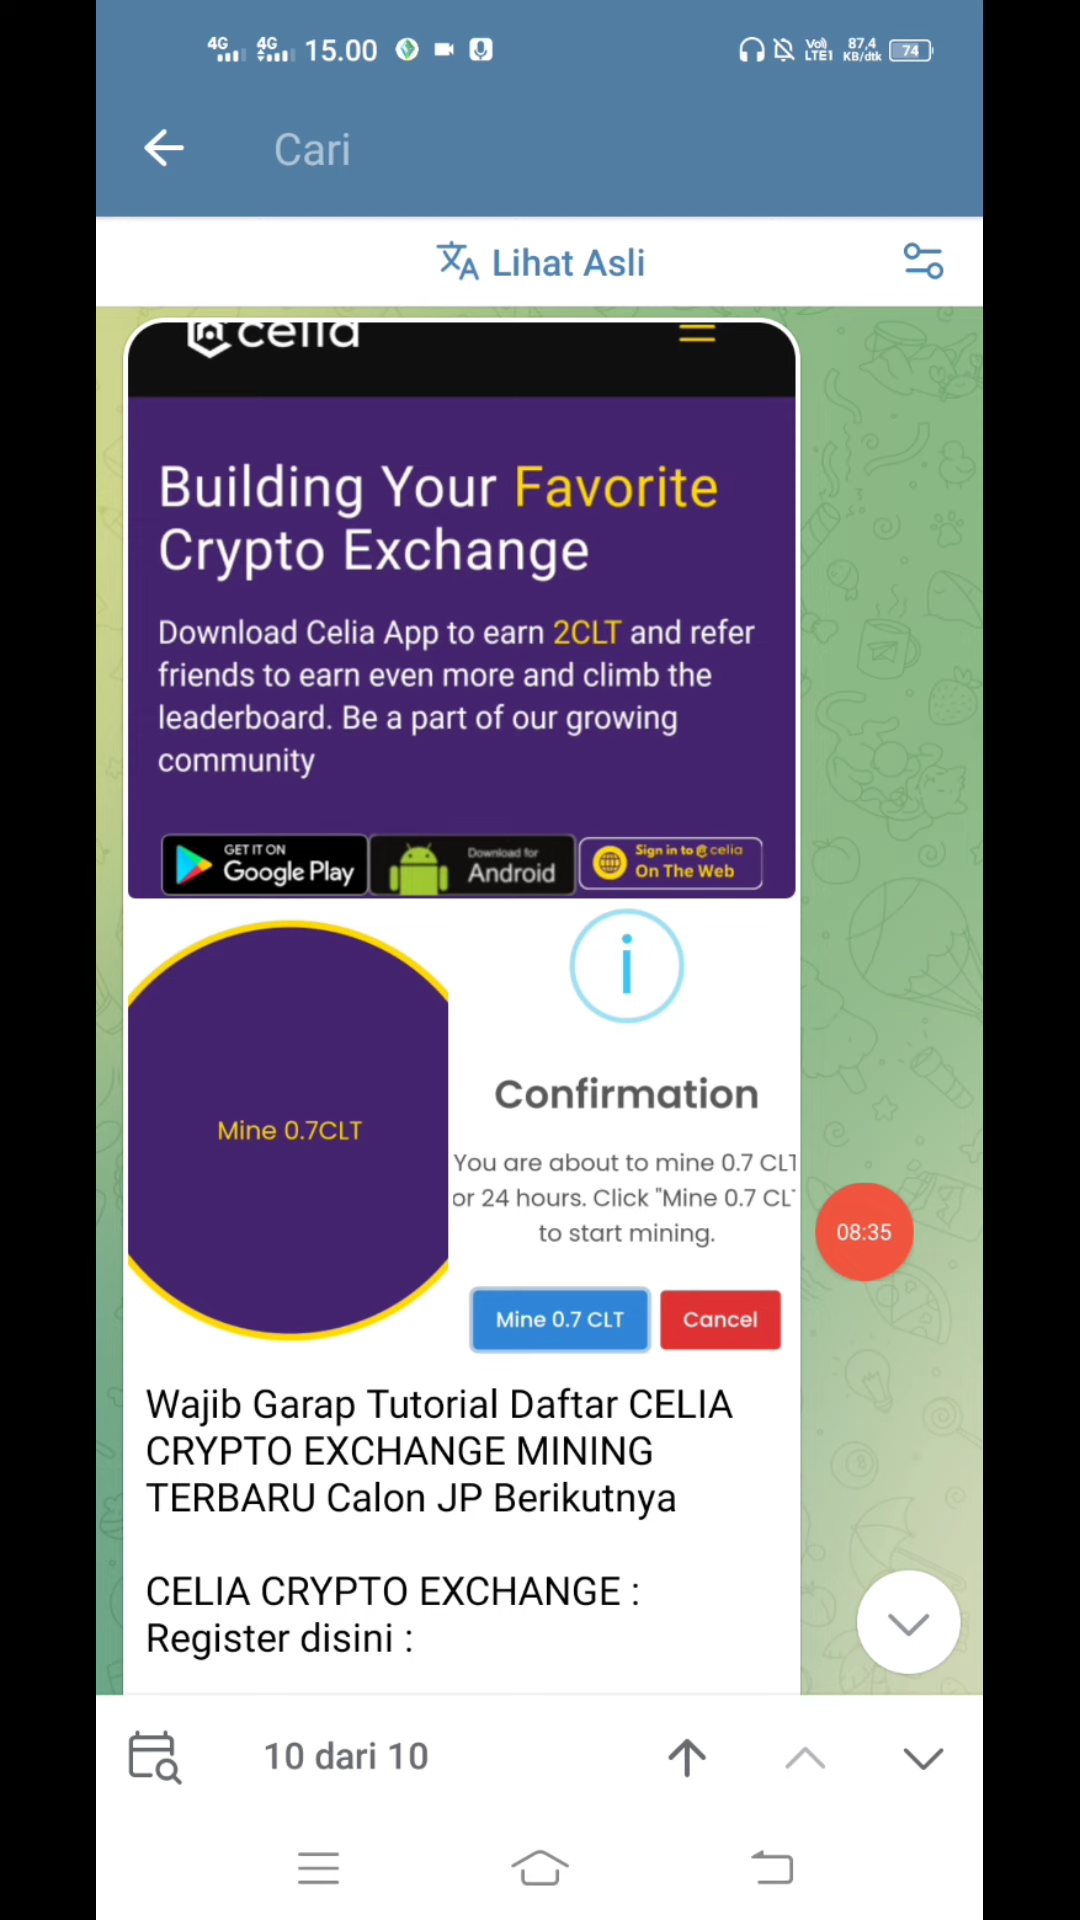 4G 4G 15.00 Vo)) LTE1 87,4 KB/dtk 74
Cari
Lihat Asli
celia
Building Your Favorite
Crypto Exchange
Download Celia App to earn 2CLT and refer
friends to earn even more and climb the
leaderboard. Be a part of our growing
community
GET IT ON
Google Play
Download for
Android
Sign in to celia
On The Web
Mine 0.7CLT
i
Confirmation
You are about to mine 0.7 CLT
or 24 hours. Click "Mine 0.7 CL
to start mining.
Mine 0.7 CLT
Cancel
08:35
Wajib Garap Tutorial Daftar CELIA
CRYPTO EXCHANGE MINING
TERBARU Calon JP Berikutnya
CELIA CRYPTO EXCHANGE :
Register disini :
10 dari 10